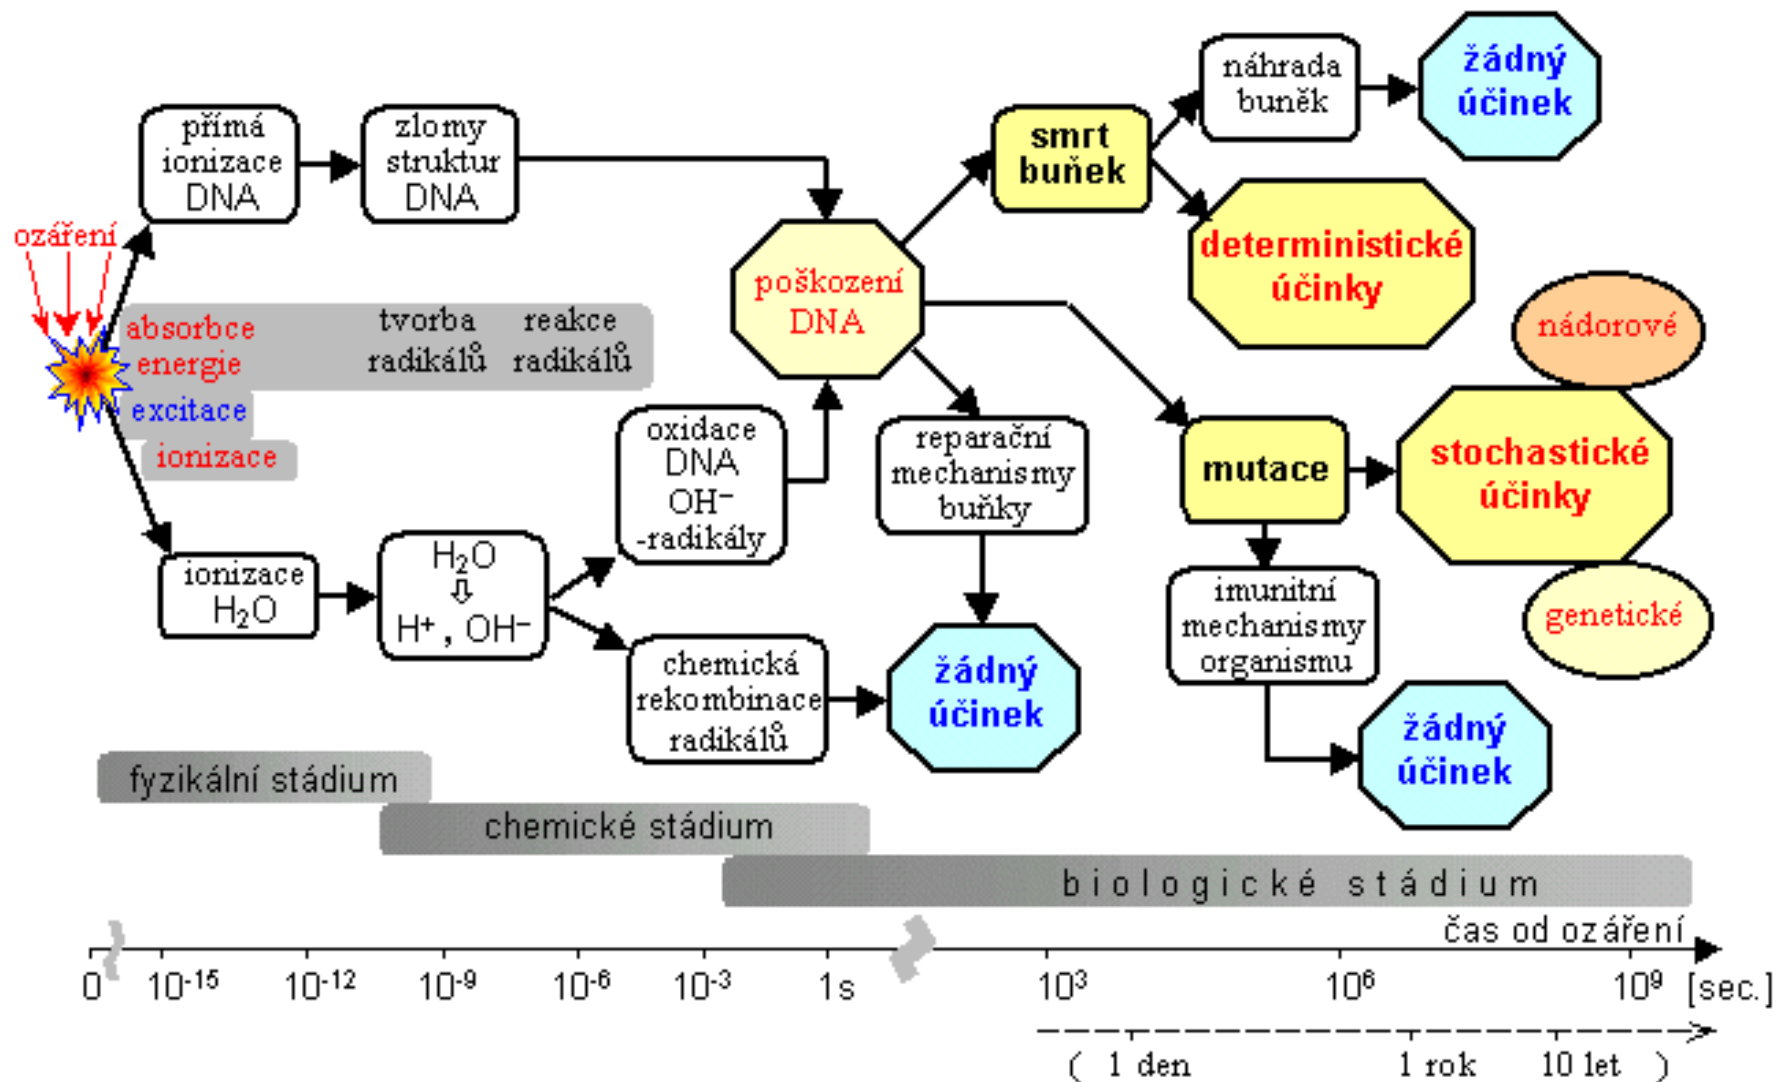 ozáření
přímá
ionizace
DNA
zlomy
struktur
DNA
absorbce
energie
tvorba
radikálů
reakce
radikálů
excitace
ionizace
ionizace
H₂O
H₂O
⇩
H⁺ , OH⁻
oxidace
DNA
OH⁻
-radikály
chemická
rekombinace
radikálů
poškození
DNA
reparační
mechanismy
buňky
žádný
účinek
smrt
buňek
náhrada
buněk
žádný
účinek
deterministické
účinky
mutace
stochastické
účinky
nádorové
genetické
imunitní
mechanismy
organismu
žádný
účinek
fyzikální stádium
chemické stádium
biologické stádium
čas od ozáření
0 10⁻¹⁵ 10⁻¹² 10⁻⁹ 10⁻⁶ 10⁻³ 1s 10³ 10⁶ 10⁹ [sec.]
( 1 den 1 rok 10 let )